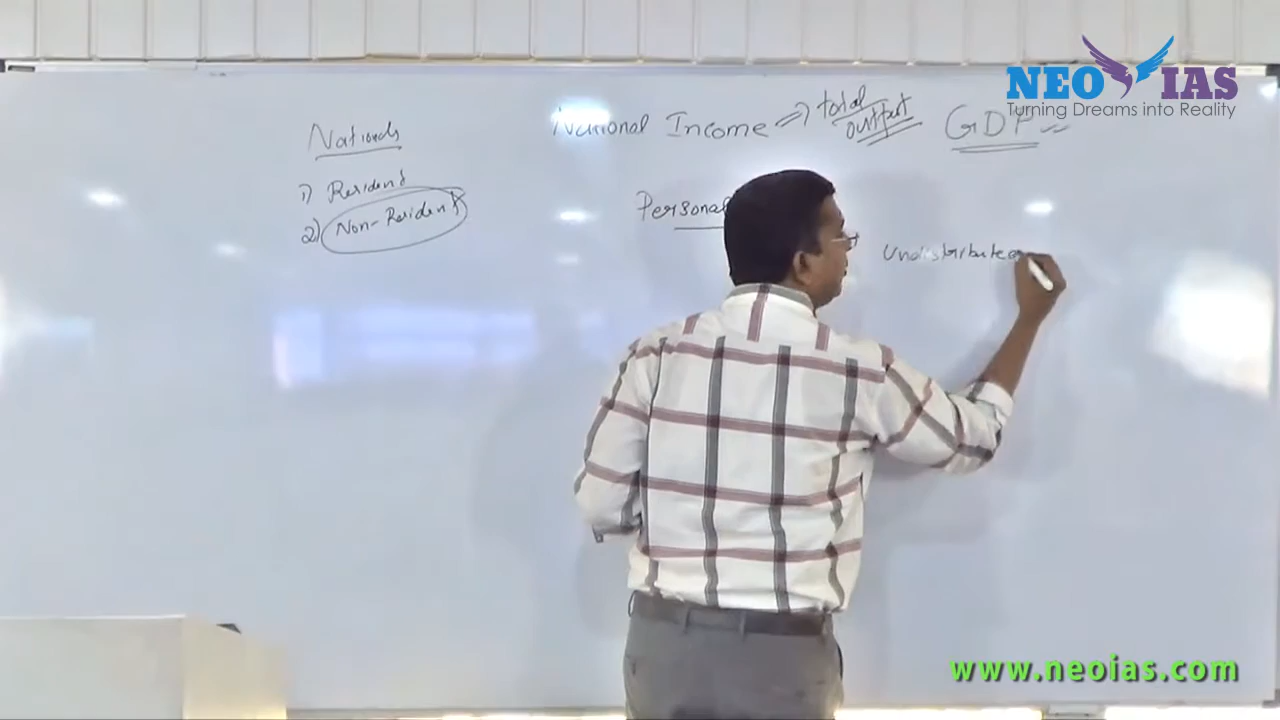 NEO IAS
Turning Dreams into Reality
Nationals
1) Resident
2) Non-Resident
National Income => total output GDP
Personal
Undistributed
www.neoias.com